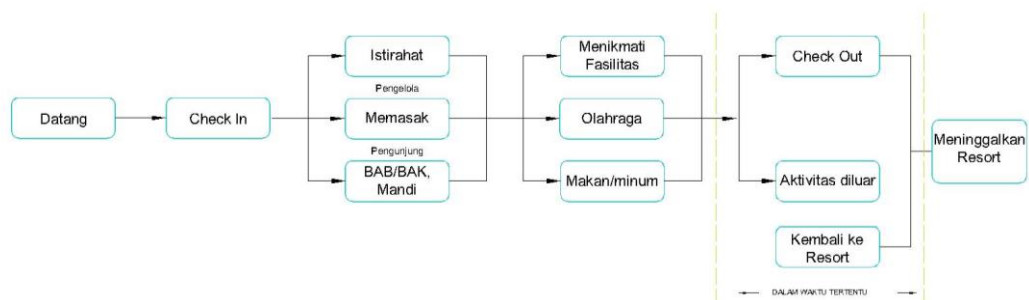 Datang
Check In
Istirahat
Pengelola
Memasak
Pengunjung
BAB/BAK,
Mandi
Menikmati
Fasilitas
Olahraga
Makan/minum
Check Out
Aktivitas diluar
Kembali ke
Resort
Meninggalkan
Resort
DALAM WAKTU TERTENTU